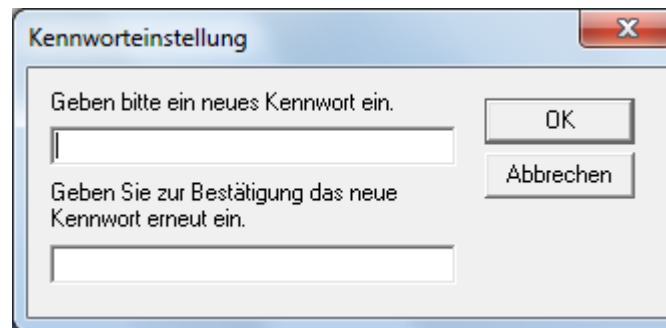 Kennworteinstellung
Geben bitte ein neues Kennwort ein.
OK
Abbrechen
Geben Sie zur Bestätigung das neue
Kennwort erneut ein.